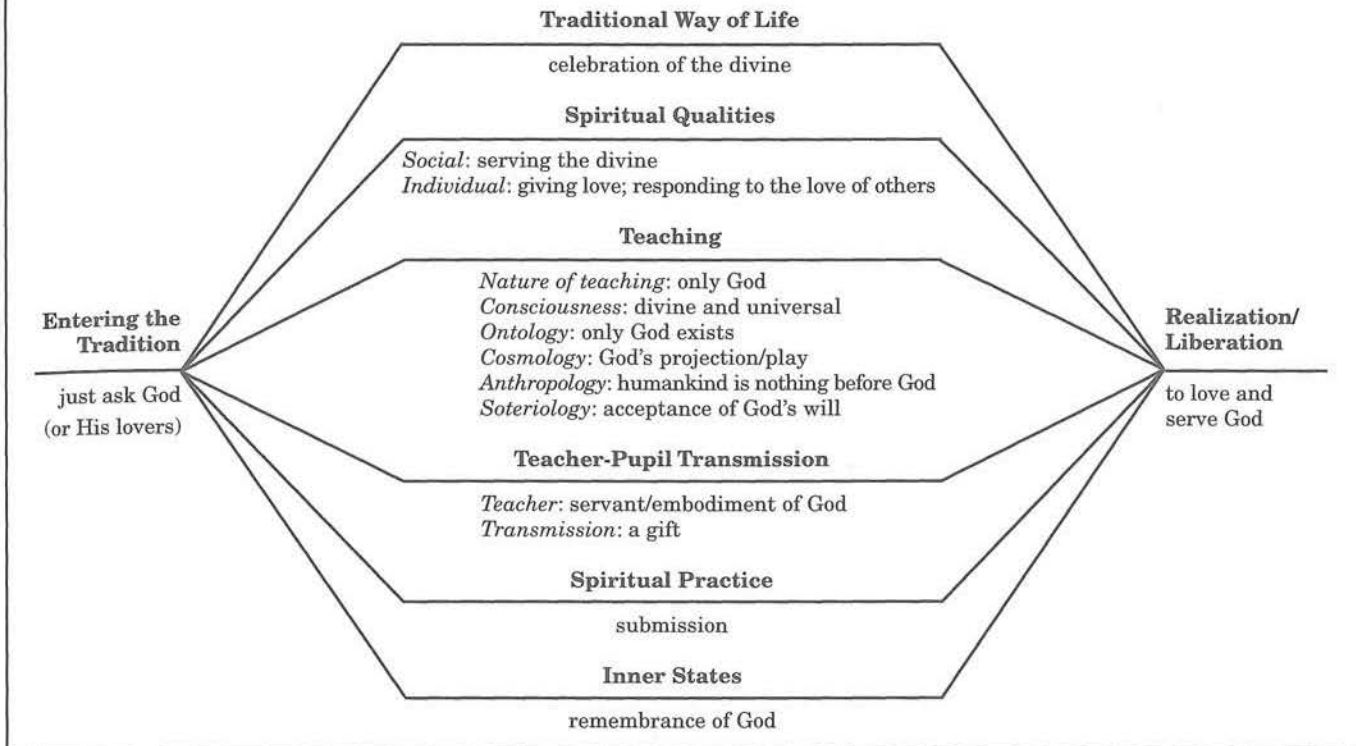 Traditional Way of Life
celebration of the divine
Spiritual Qualities
Social: serving the divine
Individual: giving love; responding to the love of others
Teaching
Nature of teaching: only God
Consciousness: divine and universal
Ontology: only God exists
Cosmology: God's projection/play
Anthropology: humankind is nothing before God
Soteriology: acceptance of God's will
Entering the
Tradition
just ask God
(or His lovers)
Realization/
Liberation
to love and
serve God
Teacher-Pupil Transmission
Teacher: servant/embodiment of God
Transmission: a gift
Spiritual Practice
submission
Inner States
remembrance of God